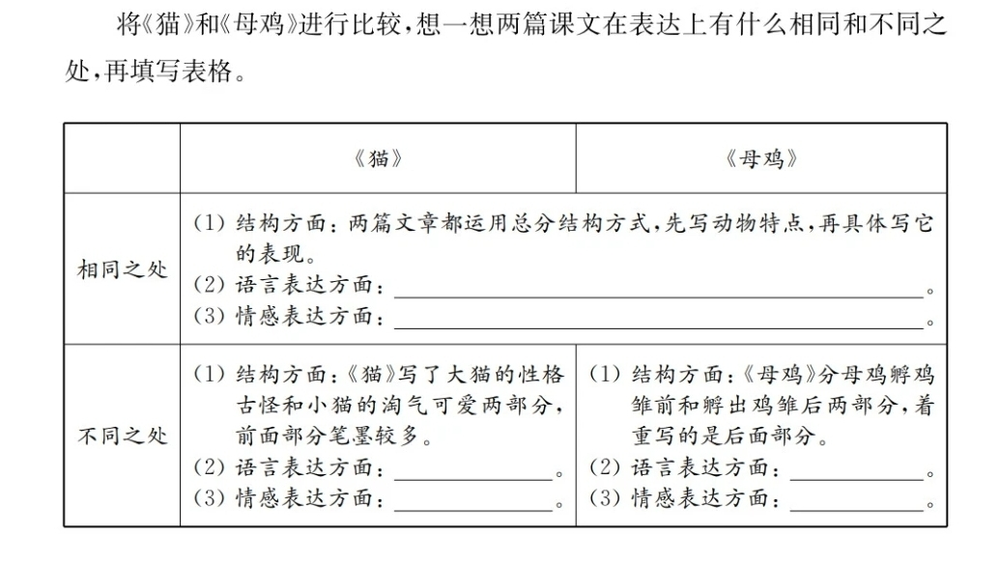 将《猫》和《母鸡》进行比较,想一想两篇课文在表达上有什么相同和不同之
处,再填写表格。
《猫》
《母鸡》
相同之处
(1) 结构方面:两篇文章都运用总分结构方式,先写动物特点,再具体写它
的表现。
(2) 语言表达方面:____________。
(3) 情感表达方面:____________。
不同之处
(1) 结构方面:《猫》写了大猫的性格
古怪和小猫的淘气可爱两部分,
前面部分笔墨较多。
(2) 语言表达方面:________。
(3) 情感表达方面:________。
(1) 结构方面:《母鸡》分母鸡孵鸡
雏前和孵出鸡雏后两部分,着
重写的是后面部分。
(2) 语言表达方面:________。
(3) 情感表达方面:________。